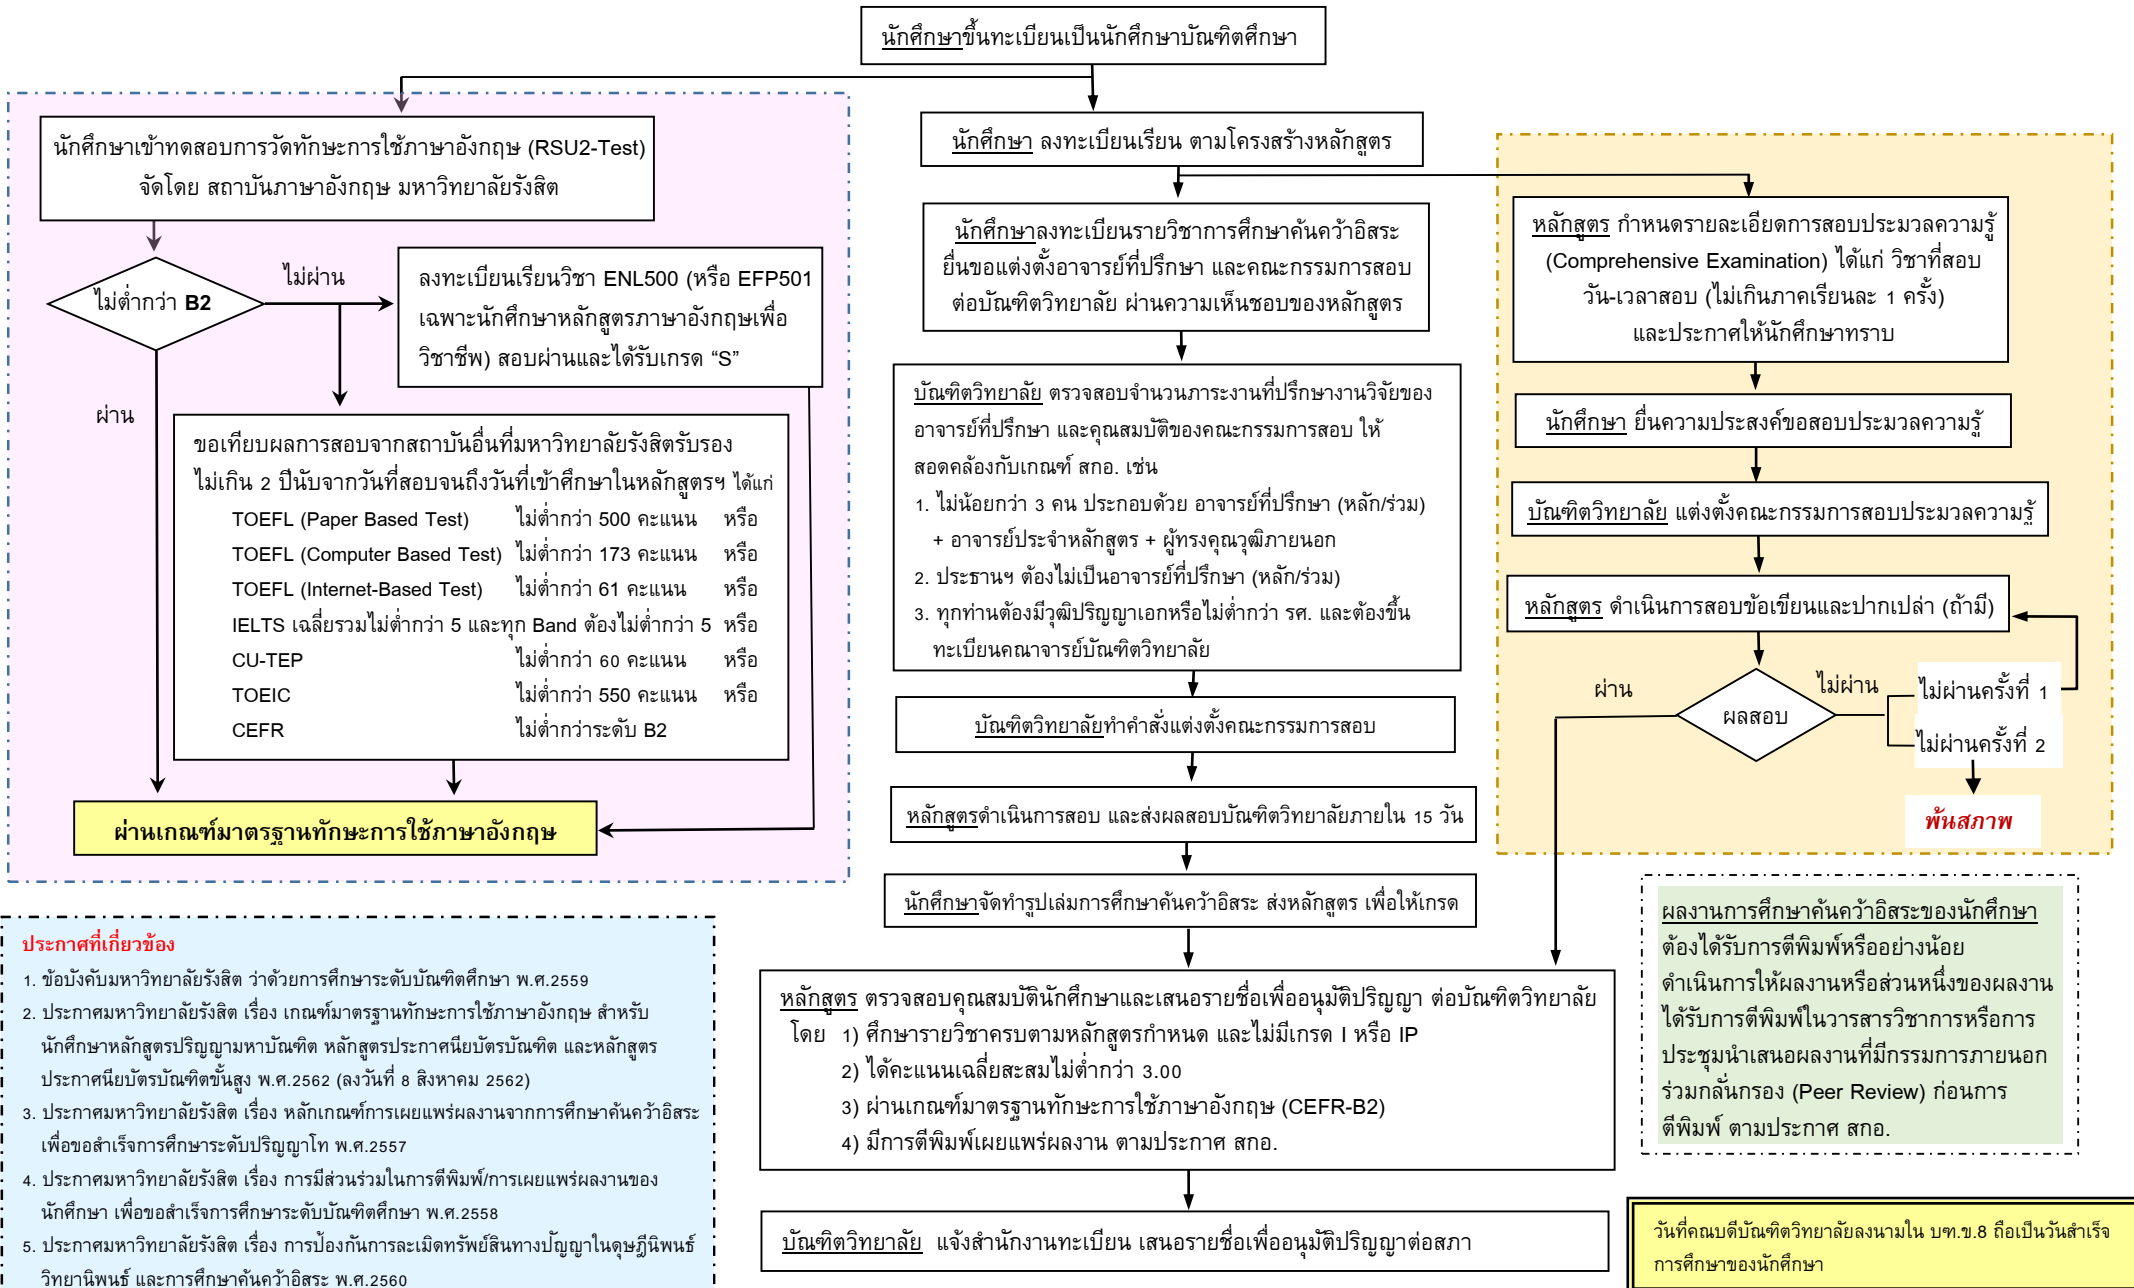 นักศึกษาขึ้นทะเบียนเป็นนักศึกษาบัณฑิตศึกษา
นักศึกษาเข้าทดสอบการวัดทักษะการใช้ภาษาอังกฤษ (RSU2-Test)
จัดโดย สถาบันภาษาอังกฤษ มหาวิทยาลัยรังสิต
ไม่ต่ำกว่า B2
ไม่ผ่าน
ผ่าน
ลงทะเบียนเรียนวิชา ENL500 (หรือ EFP501
เฉพาะนักศึกษาหลักสูตรภาษาอังกฤษเพื่อ
วิชาชีพ) สอบผ่านและได้รับเกรด “S”
ขอเทียบผลการสอบจากสถาบันอื่นที่มหาวิทยาลัยรังสิตรับรอง
ไม่เกิน 2 ปีนับจากวันที่สอบจนถึงวันที่เข้าศึกษาในหลักสูตรฯ ได้แก่
TOEFL (Paper Based Test) ไม่ต่ำกว่า 500 คะแนน หรือ
TOEFL (Computer Based Test) ไม่ต่ำกว่า 173 คะแนน หรือ
TOEFL (Internet-Based Test) ไม่ต่ำกว่า 61 คะแนน หรือ
IELTS เฉลี่ยรวมไม่ต่ำกว่า 5 และทุก Band ต้องไม่ต่ำกว่า 5 หรือ
CU-TEP ไม่ต่ำกว่า 60 คะแนน หรือ
TOEIC ไม่ต่ำกว่า 550 คะแนน หรือ
CEFR ไม่ต่ำกว่าระดับ B2
ผ่านเกณฑ์มาตรฐานทักษะการใช้ภาษาอังกฤษ
นักศึกษา ลงทะเบียนเรียน ตามโครงสร้างหลักสูตร
นักศึกษาลงทะเบียนรายวิชาการศึกษาค้นคว้าอิสระ
ยื่นขอแต่งตั้งอาจารย์ที่ปรึกษา และคณะกรรมการสอบ
ต่อบัณฑิตวิทยาลัย ผ่านความเห็นชอบของหลักสูตร
บัณฑิตวิทยาลัย ตรวจสอบจำนวนภาระงานที่ปรึกษางานวิจัยของ
อาจารย์ที่ปรึกษา และคุณสมบัติของคณะกรรมการสอบ ให้
สอดคล้องกับเกณฑ์ สกอ. เช่น
1. ไม่น้อยกว่า 3 คน ประกอบด้วย อาจารย์ที่ปรึกษา (หลัก/ร่วม)
+ อาจารย์ประจำหลักสูตร + ผู้ทรงคุณวุฒิภายนอก
2. ประธานฯ ต้องไม่เป็นอาจารย์ที่ปรึกษา (หลัก/ร่วม)
3. ทุกท่านต้องมีวุฒิปริญญาเอกหรือไม่ต่ำกว่า รศ. และต้องขึ้น
ทะเบียนคณาจารย์บัณฑิตวิทยาลัย
บัณฑิตวิทยาลัยทำคำสั่งแต่งตั้งคณะกรรมการสอบ
หลักสูตรดำเนินการสอบ และส่งผลสอบบัณฑิตวิทยาลัยภายใน 15 วัน
นักศึกษาจัดทำรูปเล่มการศึกษาค้นคว้าอิสระ ส่งหลักสูตร เพื่อให้เกรด
หลักสูตร ตรวจสอบคุณสมบัตินักศึกษาและเสนอรายชื่อเพื่ออนุมัติปริญญา ต่อบัณฑิตวิทยาลัย
โดย 1) ศึกษารายวิชาครบตามหลักสูตรกำหนด และไม่มีเกรด I หรือ IP
2) ได้คะแนนเฉลี่ยสะสมไม่ต่ำกว่า 3.00
3) ผ่านเกณฑ์มาตรฐานทักษะการใช้ภาษาอังกฤษ (CEFR-B2)
4) มีการตีพิมพ์เผยแพร่ผลงาน ตามประกาศ สกอ.
บัณฑิตวิทยาลัย แจ้งสำนักงานทะเบียน เสนอรายชื่อเพื่ออนุมัติปริญญาต่อสภา
หลักสูตร กำหนดรายละเอียดการสอบประมวลความรู้
(Comprehensive Examination) ได้แก่ วิชาที่สอบ
วัน-เวลาสอบ (ไม่เกินภาคเรียนละ 1 ครั้ง)
และประกาศให้นักศึกษาทราบ
นักศึกษา ยื่นความประสงค์ขอสอบประมวลความรู้
บัณฑิตวิทยาลัย แต่งตั้งคณะกรรมการสอบประมวลความรู้
หลักสูตร ดำเนินการสอบข้อเขียนและปากเปล่า (ถ้ามี)
ผ่าน
ผลสอบ
ไม่ผ่าน
ไม่ผ่านครั้งที่ 1
ไม่ผ่านครั้งที่ 2
พ้นสภาพ
ผลงานการศึกษาค้นคว้าอิสระของนักศึกษา
ต้องได้รับการตีพิมพ์หรืออย่างน้อย
ดำเนินการให้ผลงานหรือส่วนหนึ่งของผลงาน
ได้รับการตีพิมพ์ในวารสารวิชาการหรือการ
ประชุมนำเสนอผลงานที่มีกรรมการภายนอก
ร่วมกลั่นกรอง (Peer Review) ก่อนการ
ตีพิมพ์ ตามประกาศ สกอ.
วันที่คณบดีบัณฑิตวิทยาลัยลงนามใน บฑ.ข.8 ถือเป็นวันสำเร็จ
การศึกษาของนักศึกษา
ประกาศที่เกี่ยวข้อง
1. ข้อบังคับมหาวิทยาลัยรังสิต ว่าด้วยการศึกษาระดับบัณฑิตศึกษา พ.ศ.2559
2. ประกาศมหาวิทยาลัยรังสิต เรื่อง เกณฑ์มาตรฐานทักษะการใช้ภาษาอังกฤษ สำหรับ
นักศึกษาหลักสูตรปริญญามหาบัณฑิต หลักสูตรประกาศนียบัตรบัณฑิต และหลักสูตร
ประกาศนียบัตรบัณฑิตขั้นสูง พ.ศ.2562 (ลงวันที่ 8 สิงหาคม 2562)
3. ประกาศมหาวิทยาลัยรังสิต เรื่อง หลักเกณฑ์การเผยแพร่ผลงานจากการศึกษาค้นคว้าอิสระ
เพื่อขอสำเร็จการศึกษาระดับปริญญาโท พ.ศ.2557
4. ประกาศมหาวิทยาลัยรังสิต เรื่อง การมีส่วนร่วมในการตีพิมพ์/การเผยแพร่ผลงานของ
นักศึกษา เพื่อขอสำเร็จการศึกษาระดับบัณฑิตศึกษา พ.ศ.2558
5. ประกาศมหาวิทยาลัยรังสิต เรื่อง การป้องกันการละเมิดทรัพย์สินทางปัญญาในดุษฎีนิพนธ์
วิทยานิพนธ์ และการศึกษาค้นคว้าอิสระ พ.ศ.2560